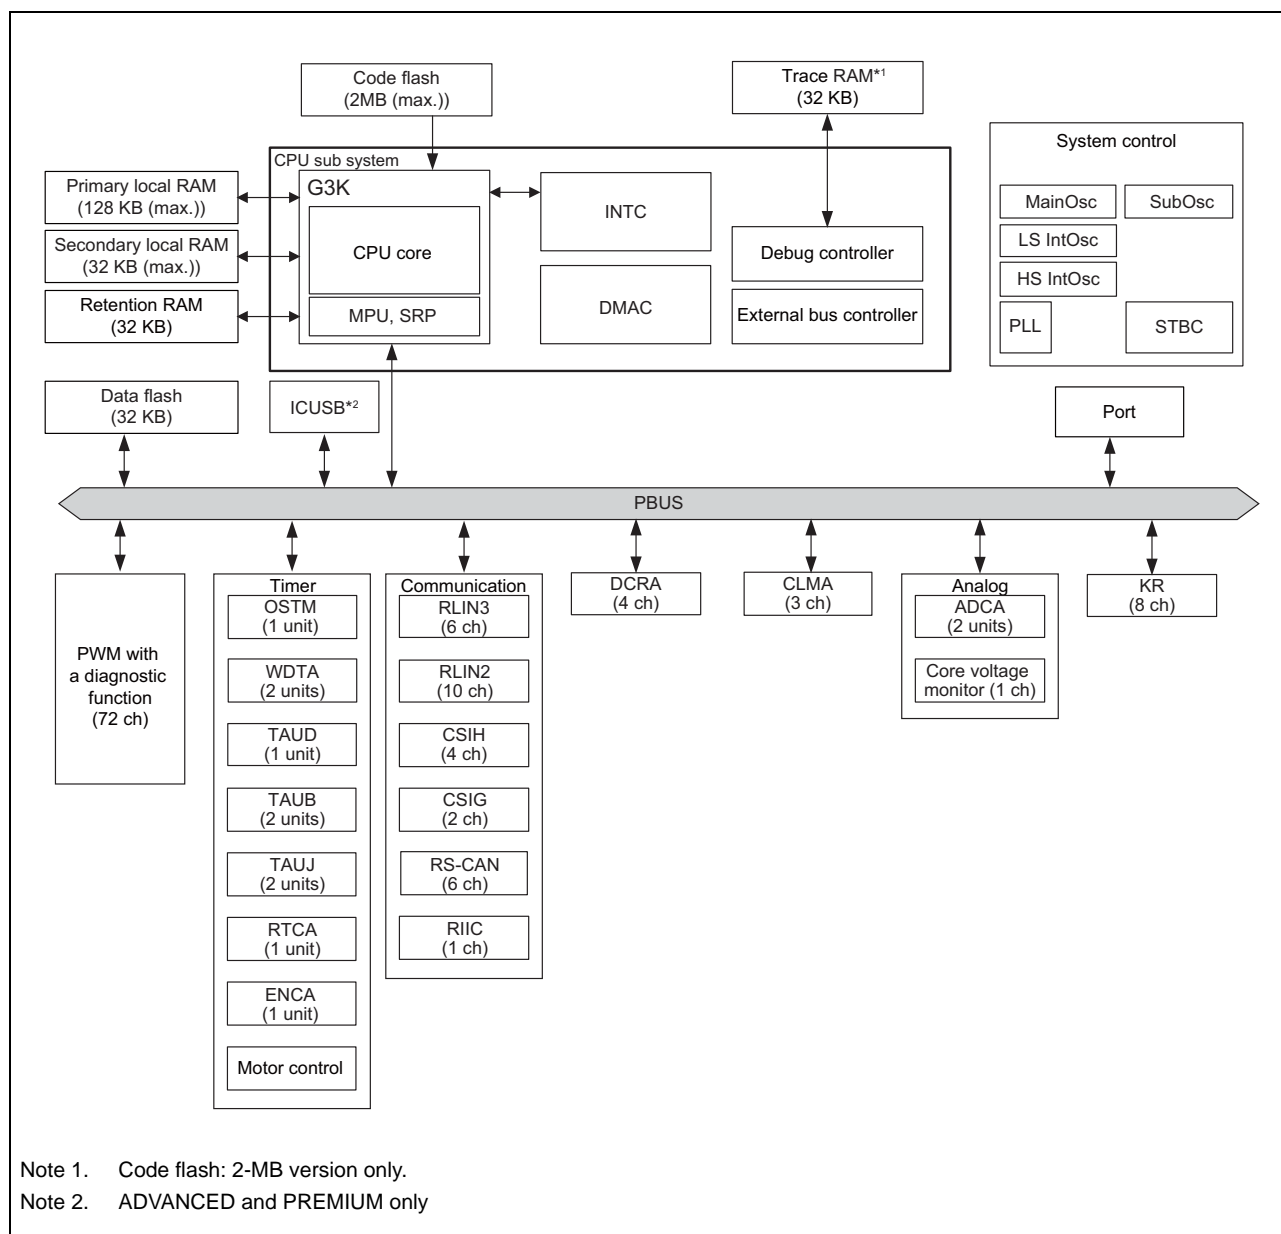 Code flash
(2MB (max.))
Trace RAM*1
(32 KB)
System control
MainOsc
SubOsc
LS IntOsc
HS IntOsc
PLL
STBC
CPU sub system
Primary local RAM
(128 KB (max.))
Secondary local RAM
(32 KB (max.))
Retention RAM
(32 KB)
G3K
CPU core
MPU, SRP
INTC
DMAC
Debug controller
External bus controller
Data flash
(32 KB)
ICUSB*2
Port
PBUS
PWM with
a diagnostic
function
(72 ch)
Timer
OSTM
(1 unit)
WDTA
(2 units)
TAUD
(1 unit)
TAUB
(2 units)
TAUJ
(2 units)
RTCA
(1 unit)
ENCA
(1 unit)
Motor control
Communication
RLIN3
(6 ch)
RLIN2
(10 ch)
CSIH
(4 ch)
CSIG
(2 ch)
RS-CAN
(6 ch)
RIIC
(1 ch)
DCRA
(4 ch)
CLMA
(3 ch)
Analog
ADCA
(2 units)
Core voltage
monitor (1 ch)
KR
(8 ch)
Note 1. Code flash: 2-MB version only.
Note 2. ADVANCED and PREMIUM only